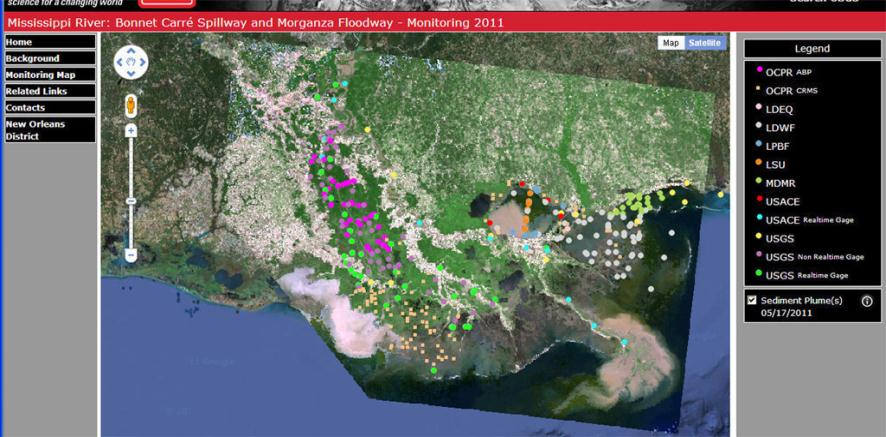 science for a changing world
Mississippi River: Bonnet Carré Spillway and Morganza Floodway - Monitoring 2011
Home
Background
Monitoring Map
Related Links
Contacts
New Orleans
District
Map Satellite
Legend
OCPR ABP
OCPR CRMS
LDEQ
LDWF
LPBF
LSU
MDMR
USACE
USACE Realtime Gage
USGS
USGS Non Realtime Gage
USGS Realtime Gage
Sediment Plume(s)
05/17/2011